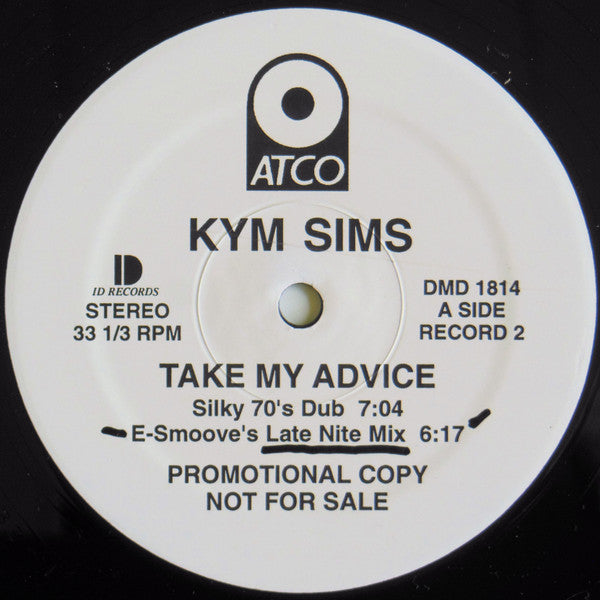 ATCO
KYM SIMS
ID
ID RECORDS
STEREO
33 1/3 RPM
DMD 1814
A SIDE
RECORD 2
TAKE MY ADVICE
Silky 70's Dub 7:04
E-Smoove's Late Nite Mix 6:17
PROMOTIONAL COPY
NOT FOR SALE